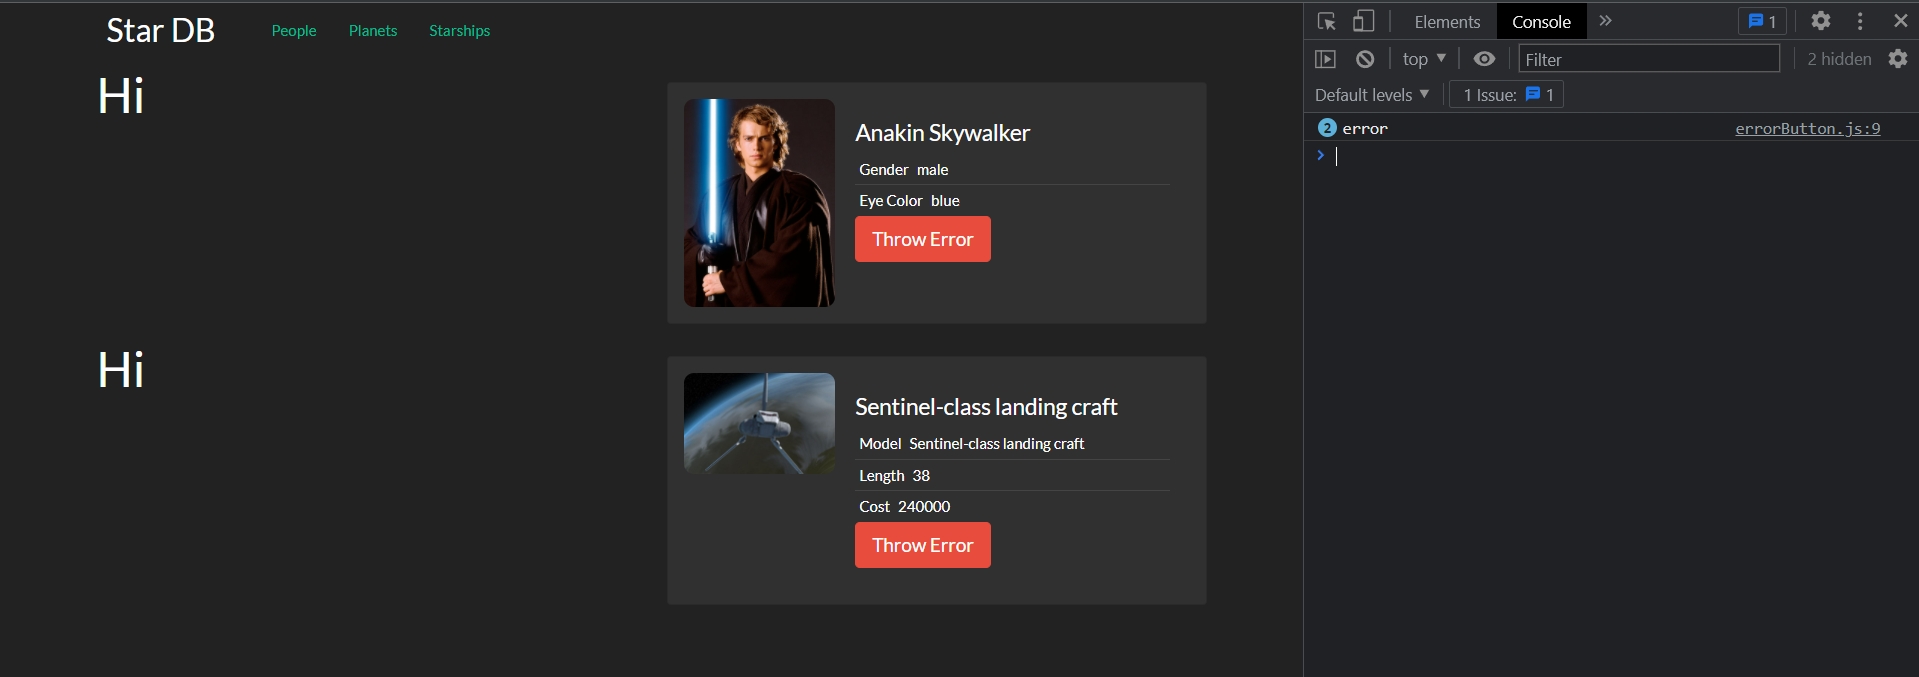 Star DB People Planets Starships
Hi
Anakin Skywalker
Gender male
Eye Color blue
Throw Error
Hi
Sentinel-class landing craft
Model Sentinel-class landing craft
Length 38
Cost 240000
Throw Error
Elements Console 1
top Filter 2 hidden
Default levels 1 Issue: 1
2 error errorButton.js:9